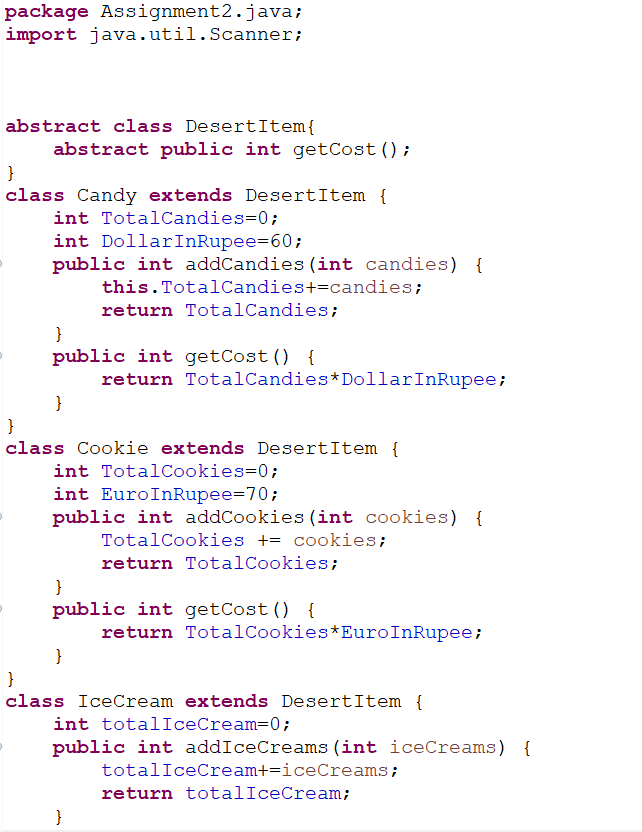 package Assignment2.java;
import java.util.Scanner;
abstract class DesertItem{
    abstract public int getCost();
}
class Candy extends DesertItem {
    int TotalCandies=0;
    int DollarInRupee=60;
    public int addCandies(int candies) {
        this.TotalCandies+=candies;
        return TotalCandies;
    }
    public int getCost() {
        return TotalCandies*DollarInRupee;
    }
}
class Cookie extends DesertItem {
    int TotalCookies=0;
    int EuroInRupee=70;
    public int addCookies(int cookies) {
        TotalCookies += cookies;
        return TotalCookies;
    }
    public int getCost() {
        return TotalCookies*EuroInRupee;
    }
}
class IceCream extends DesertItem {
    int totalIceCream=0;
    public int addIceCreams(int iceCreams) {
        totalIceCream+=iceCreams;
        return totalIceCream;
    }